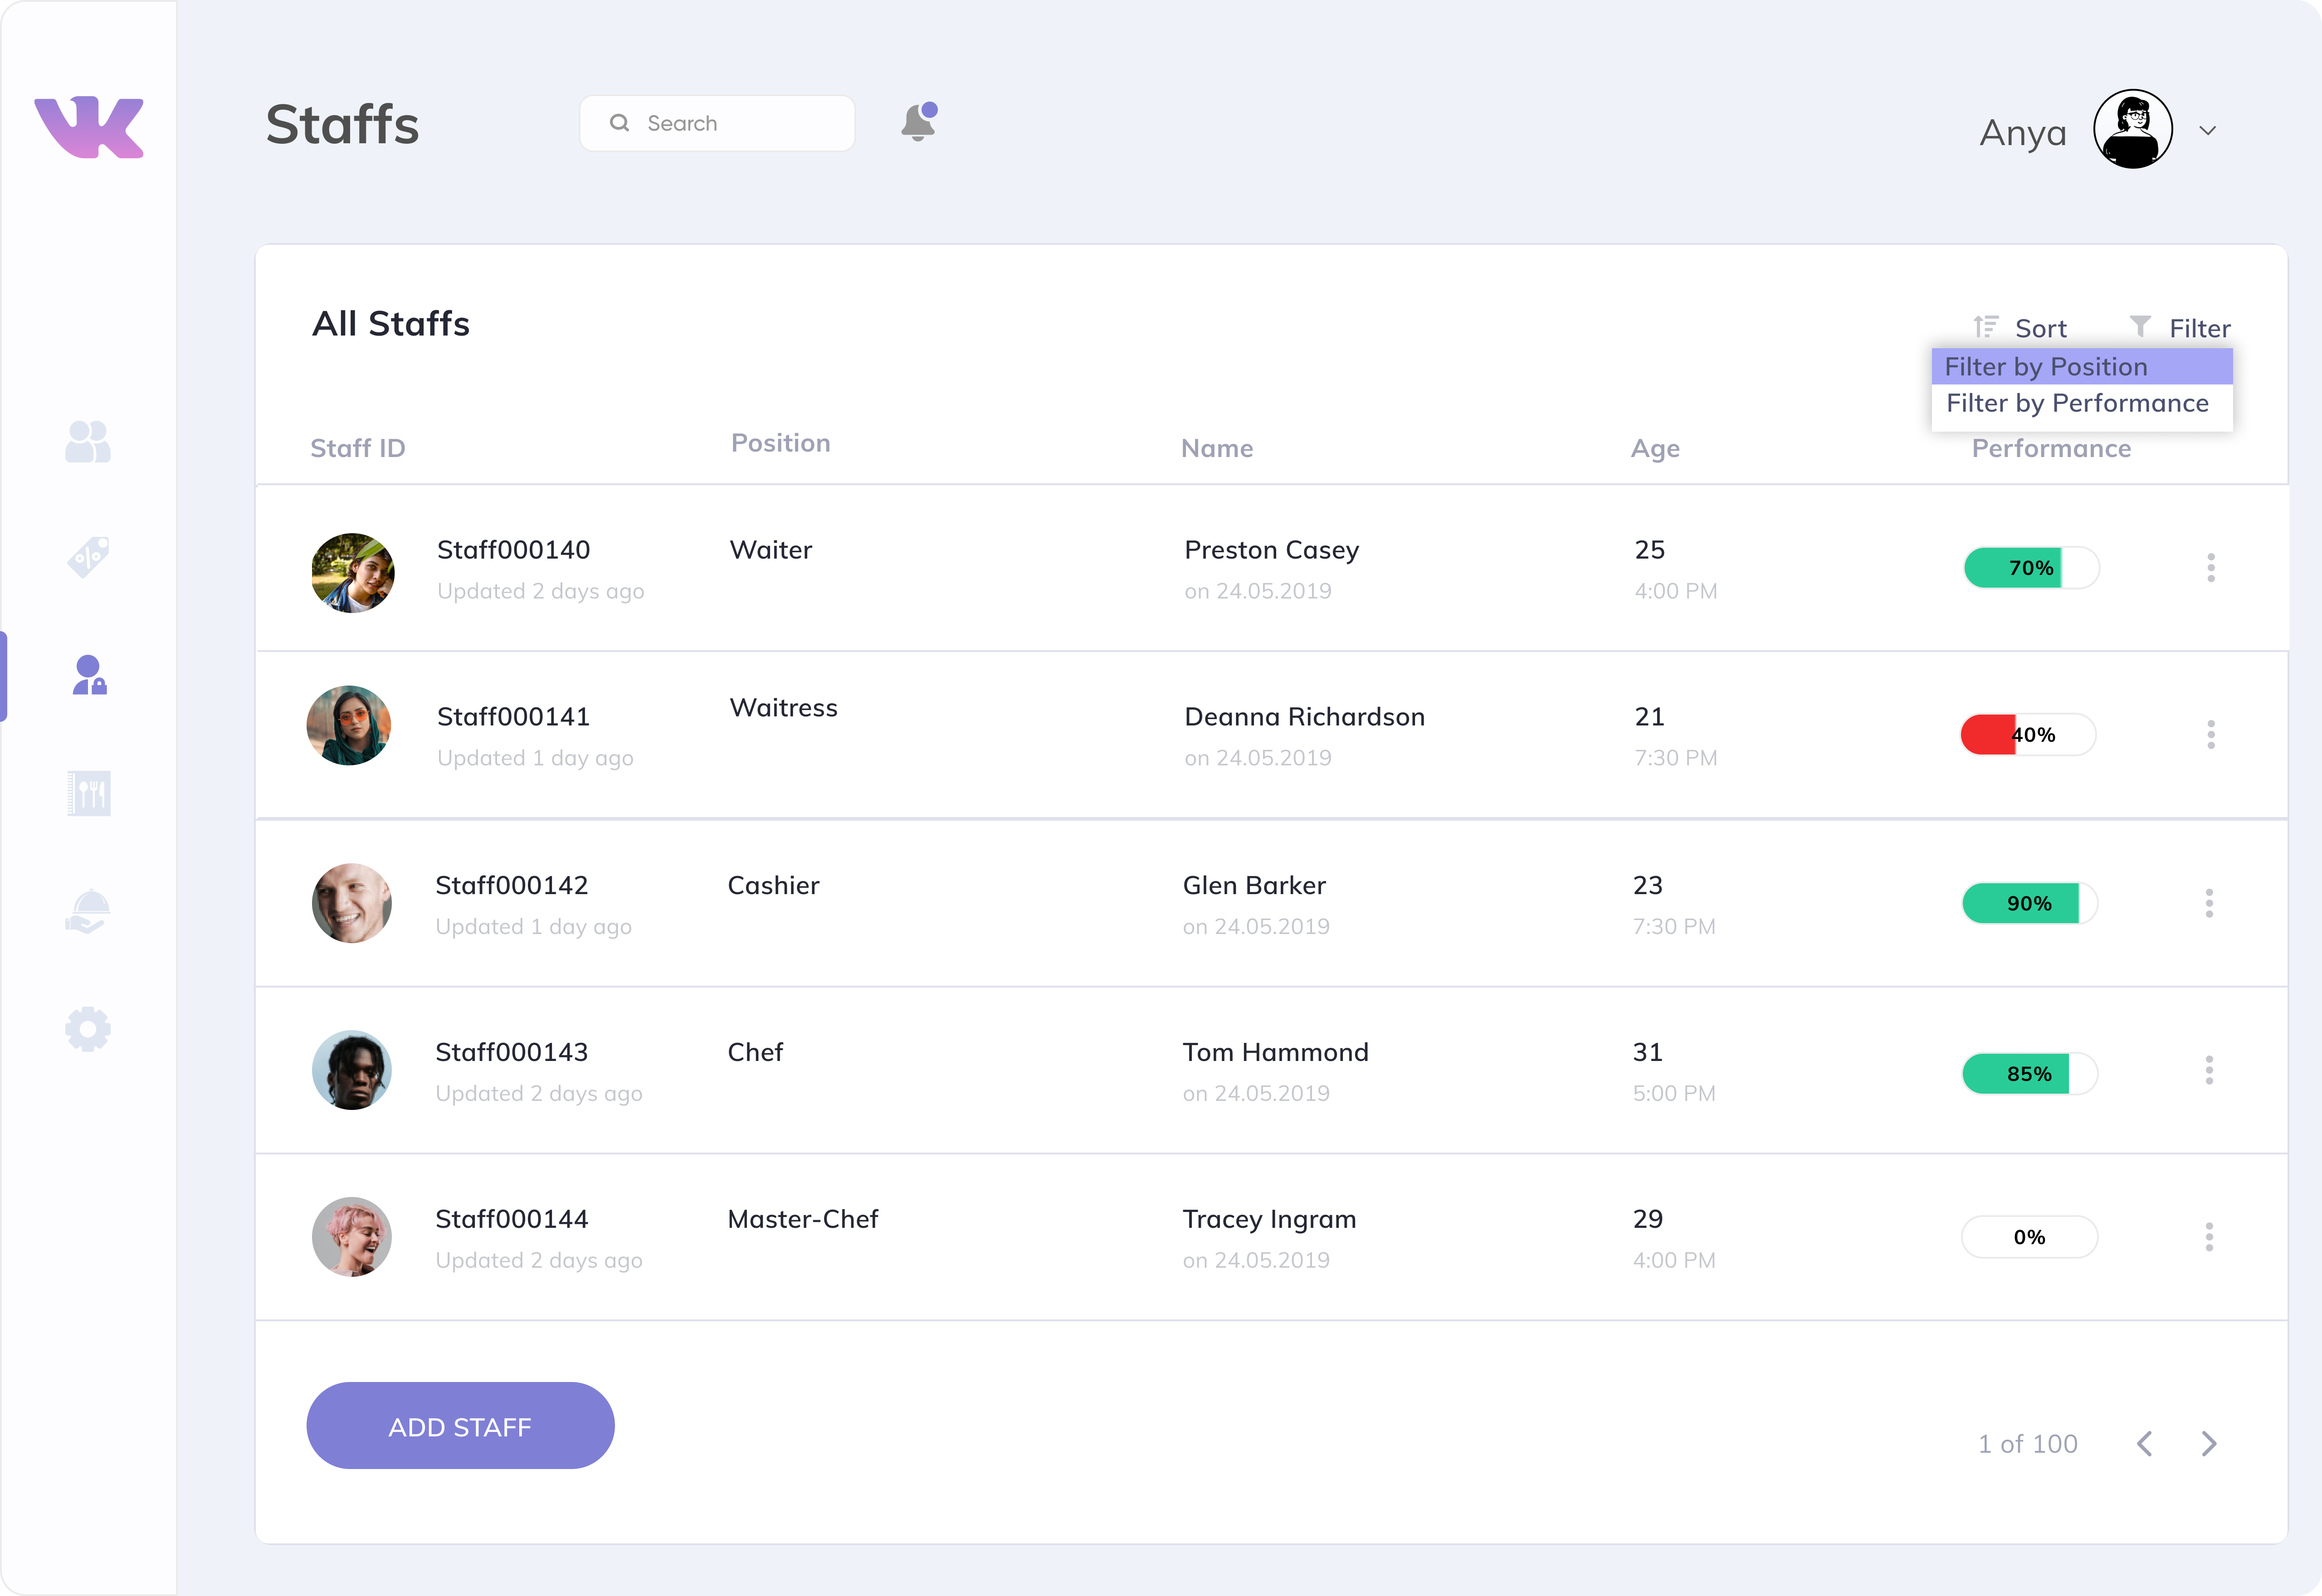 VK
Staffs
Search
Anya
All Staffs
Sort
Filter
Filter by Position
Filter by Performance
Staff ID
Position
Name
Age
Performance
Staff000140
Waiter
Preston Casey
25
70%
Updated 2 days ago
on 24.05.2019
4:00 PM
Staff000141
Waitress
Deanna Richardson
21
40%
Updated 1 day ago
on 24.05.2019
7:30 PM
Staff000142
Cashier
Glen Barker
23
90%
Updated 1 day ago
on 24.05.2019
7:30 PM
Staff000143
Chef
Tom Hammond
31
85%
Updated 2 days ago
on 24.05.2019
5:00 PM
Staff000144
Master-Chef
Tracey Ingram
29
0%
Updated 2 days ago
on 24.05.2019
4:00 PM
ADD STAFF
1 of 100